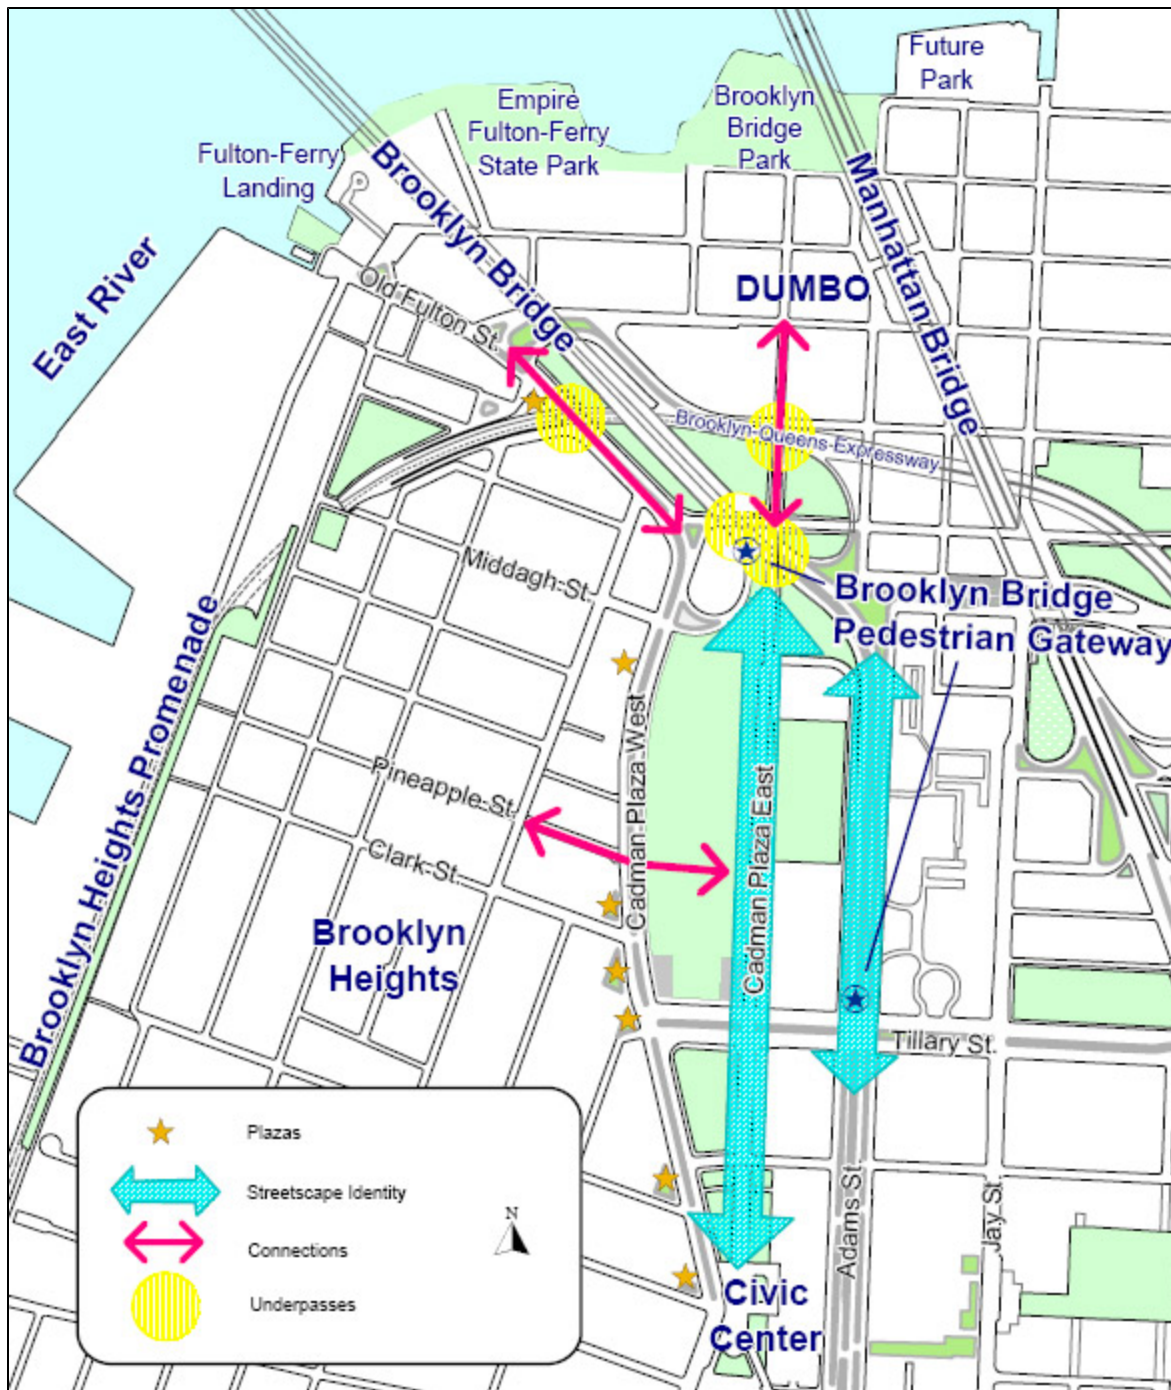 Future
Park
Empire
Fulton-Ferry
State Park
Brooklyn
Bridge
Park
Fulton-Ferry
Landing
Brooklyn Bridge
Manhattan Bridge
East River
Old Fulton St.
DUMBO
Brooklyn-Queens Expressway
Middagh St.
Brooklyn Bridge
Pedestrian Gateway
Brooklyn Heights Promenade
Cadman Plaza West
Pineapple St.
Cadman Plaza East
Clark St.
Brooklyn
Heights
Tillary St.
Adams St.
Jay St.
Civic
Center
Plazas
Streetscape Identity
Connections
Underpasses
N